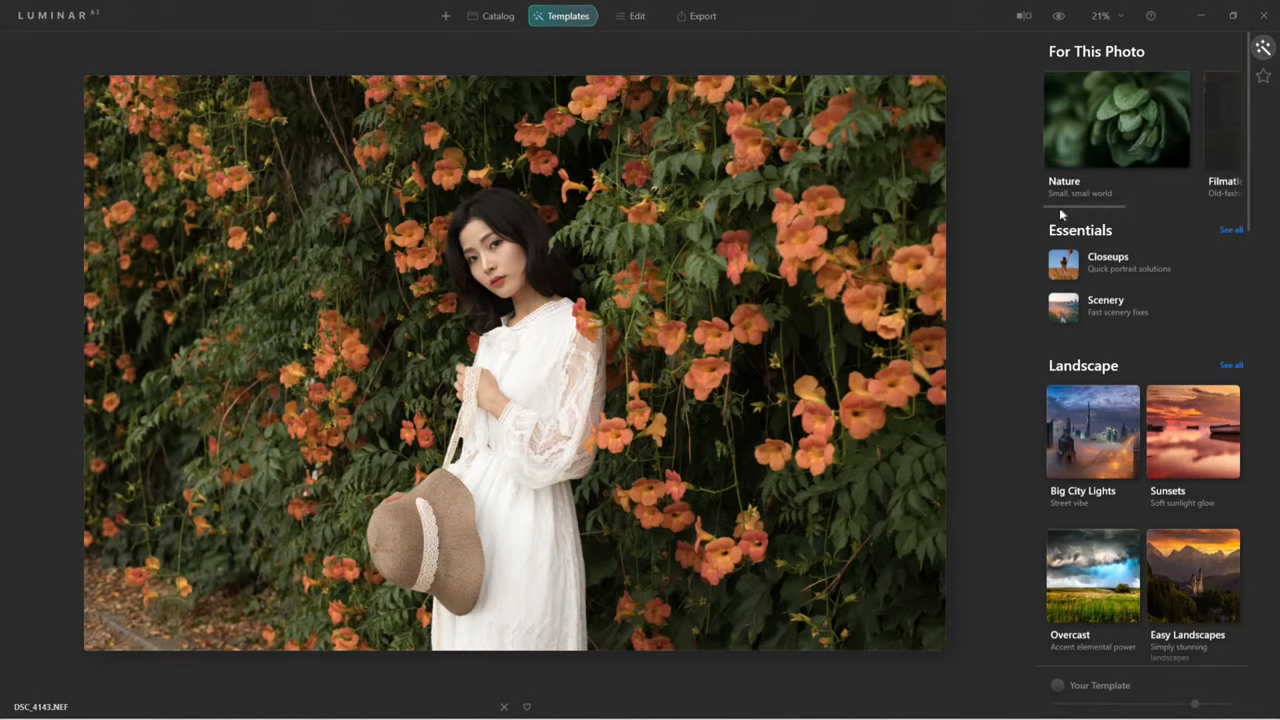 LUMINAR AI
Catalog
Templates
Edit
Export
21%
For This Photo
Nature
Small, small world
Filmatic
Old-fash
Essentials
See all
Closeups
Quick portrait solutions
Scenery
Fast scenery fixes
Landscape
See all
Big City Lights
Street vibe
Sunsets
Soft sunlight glow
Overcast
Accent elemental power
Easy Landscapes
Simply stunning
landscapes
Your Template
DSC_4143.NEF